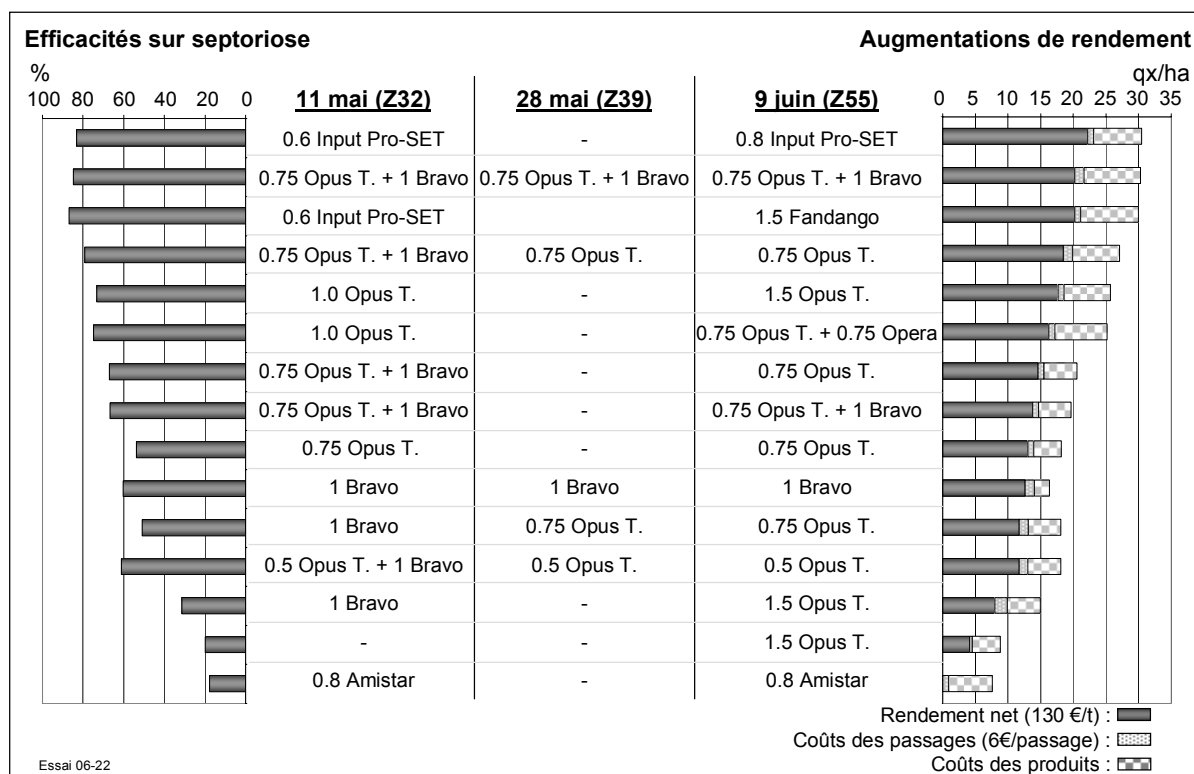 Efficacités sur septoriose Augmentations de rendement
% qx/ha
100 80 60 40 20 0 11 mai (Z32) 28 mai (Z39) 9 juin (Z55) 0 5 10 15 20 25 30 35
0.6 Input Pro-SET - 0.8 Input Pro-SET
0.75 Opus T. + 1 Bravo 0.75 Opus T. + 1 Bravo 0.75 Opus T. + 1 Bravo
0.6 Input Pro-SET 1.5 Fandango
0.75 Opus T. + 1 Bravo 0.75 Opus T. 0.75 Opus T.
1.0 Opus T. - 1.5 Opus T.
1.0 Opus T. - 0.75 Opus T. + 0.75 Opera
0.75 Opus T. + 1 Bravo - 0.75 Opus T.
0.75 Opus T. + 1 Bravo - 0.75 Opus T. + 1 Bravo
0.75 Opus T. - 0.75 Opus T.
1 Bravo 1 Bravo 1 Bravo
1 Bravo 0.75 Opus T. 0.75 Opus T.
0.5 Opus T. + 1 Bravo 0.5 Opus T. 0.5 Opus T.
1 Bravo - 1.5 Opus T.
- - 1.5 Opus T.
0.8 Amistar - 0.8 Amistar
Rendement net (130 €/t) :
Coûts des passages (6€/passage) :
Essai 06-22 Coûts des produits :